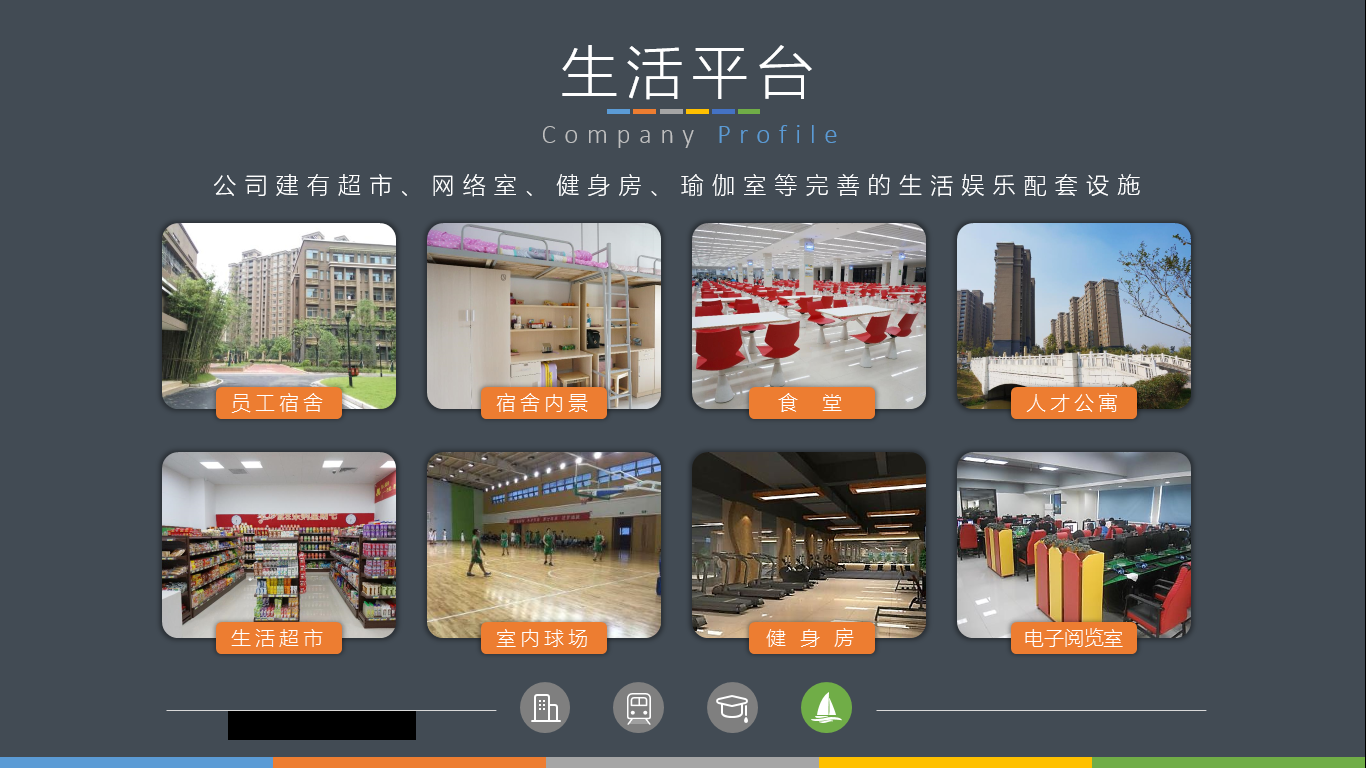 生活平台
Company Profile
公司建有超市、网络室、健身房、瑜伽室等完善的生活娱乐配套设施
员工宿舍
宿舍内景
食 堂
人才公寓
生活超市
室内球场
健 身 房
电子阅览室